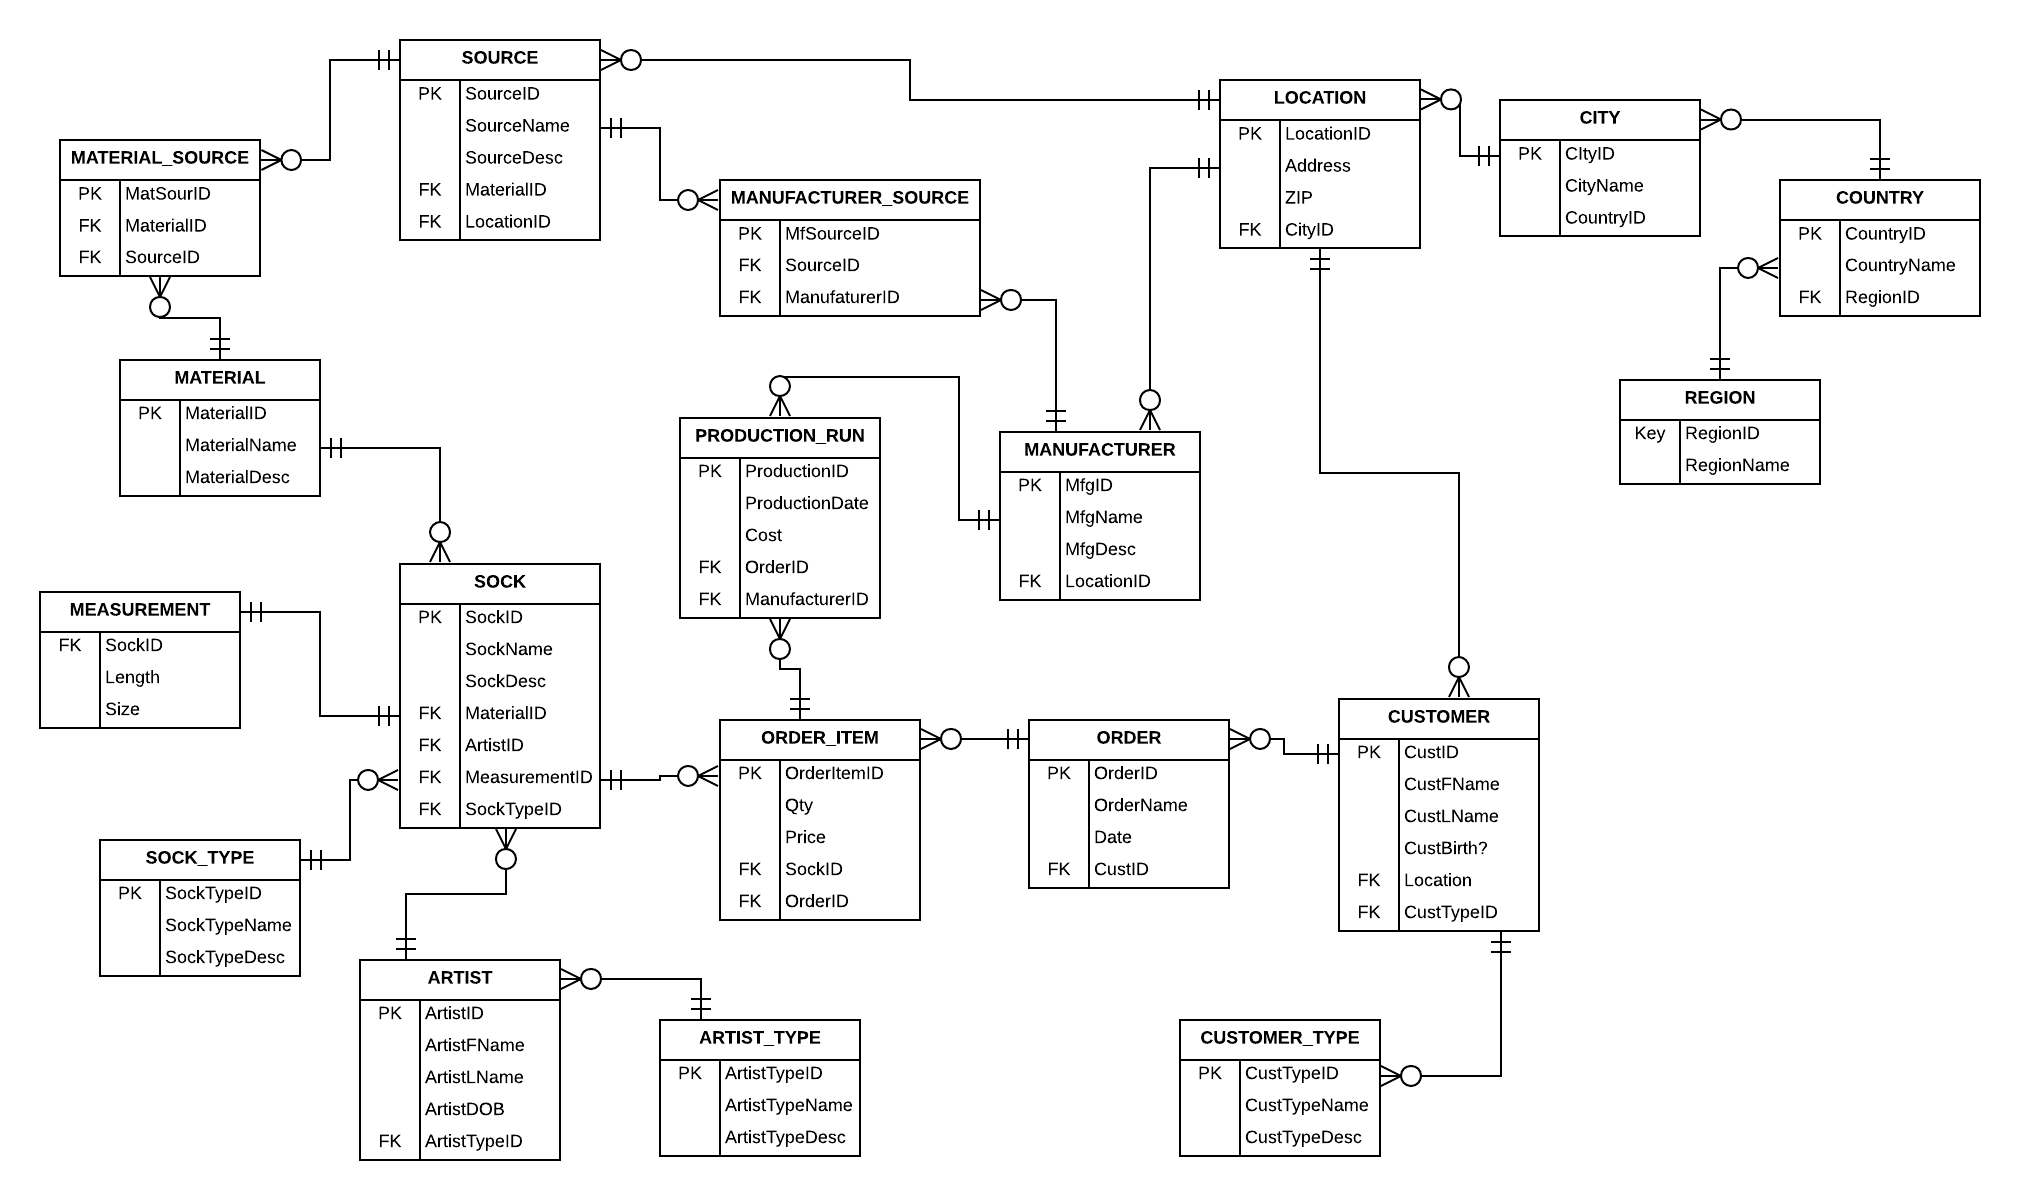 SOURCE
PK SourceID
SourceName
SourceDesc
FK MaterialID
FK LocationID
LOCATION
PK LocationID
Address
ZIP
FK CityID
CITY
PK CItyID
CityName
CountryID
MATERIAL_SOURCE
PK MatSourID
FK MaterialID
FK SourceID
MANUFACTURER_SOURCE
PK MfSourceID
FK SourceID
FK ManufaturerID
COUNTRY
PK CountryID
CountryName
FK RegionID
MATERIAL
PK MaterialID
MaterialName
MaterialDesc
PRODUCTION_RUN
PK ProductionID
ProductionDate
Cost
FK OrderID
FK ManufacturerID
MANUFACTURER
PK MfgID
MfgName
MfgDesc
FK LocationID
REGION
Key RegionID
RegionName
MEASUREMENT
FK SockID
Length
Size
SOCK
PK SockID
SockName
SockDesc
FK MaterialID
FK ArtistID
FK MeasurementID
FK SockTypeID
ORDER_ITEM
PK OrderItemID
Qty
Price
FK SockID
FK OrderID
ORDER
PK OrderID
OrderName
Date
FK CustID
CUSTOMER
PK CustID
CustFName
CustLName
CustBirth?
FK Location
FK CustTypeID
SOCK_TYPE
PK SockTypeID
SockTypeName
SockTypeDesc
ARTIST
PK ArtistID
ArtistFName
ArtistLName
ArtistDOB
FK ArtistTypeID
ARTIST_TYPE
PK ArtistTypeID
ArtistTypeName
ArtistTypeDesc
CUSTOMER_TYPE
PK CustTypeID
CustTypeName
CustTypeDesc